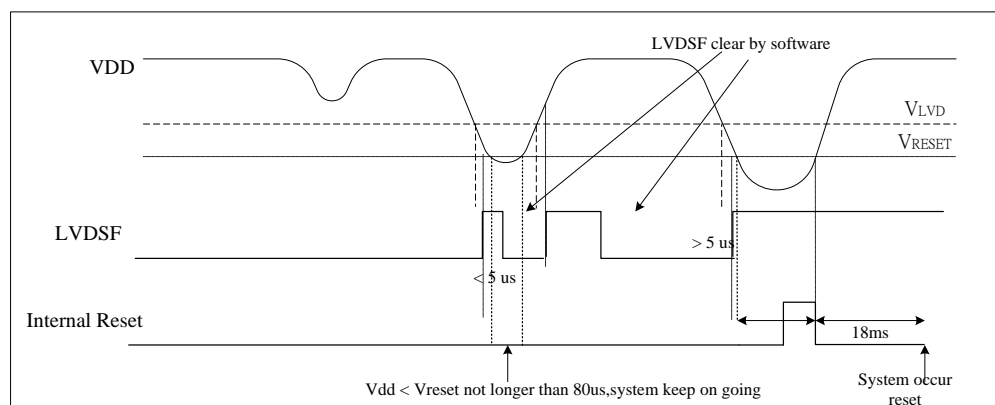 LVDSF clear by software
VDD
VLVD
VRESET
LVDSF
> 5 us
< 5 us
Internal Reset
18ms
Vdd < Vreset not longer than 80us,system keep on going
System occur
reset